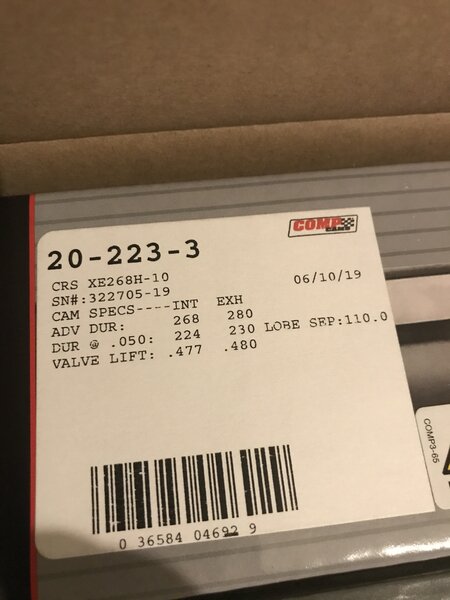 COMP
CAMS
20-223-3
CRS XE268H-10 06/10/19
SN#:322705-19
CAM SPECS----INT EXH
ADV DUR: 268 280
DUR @ .050: 224 230 LOBE SEP:110.0
VALVE LIFT: .477 .480
0 36584 04692 9
COMP3-65